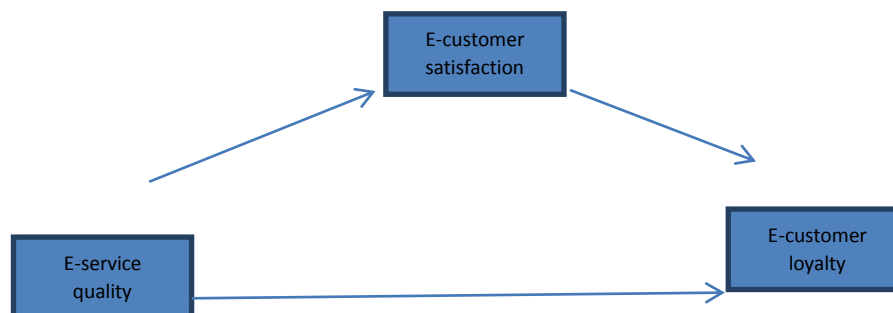 E-customer
satisfaction
E-service
quality
E-customer
loyalty